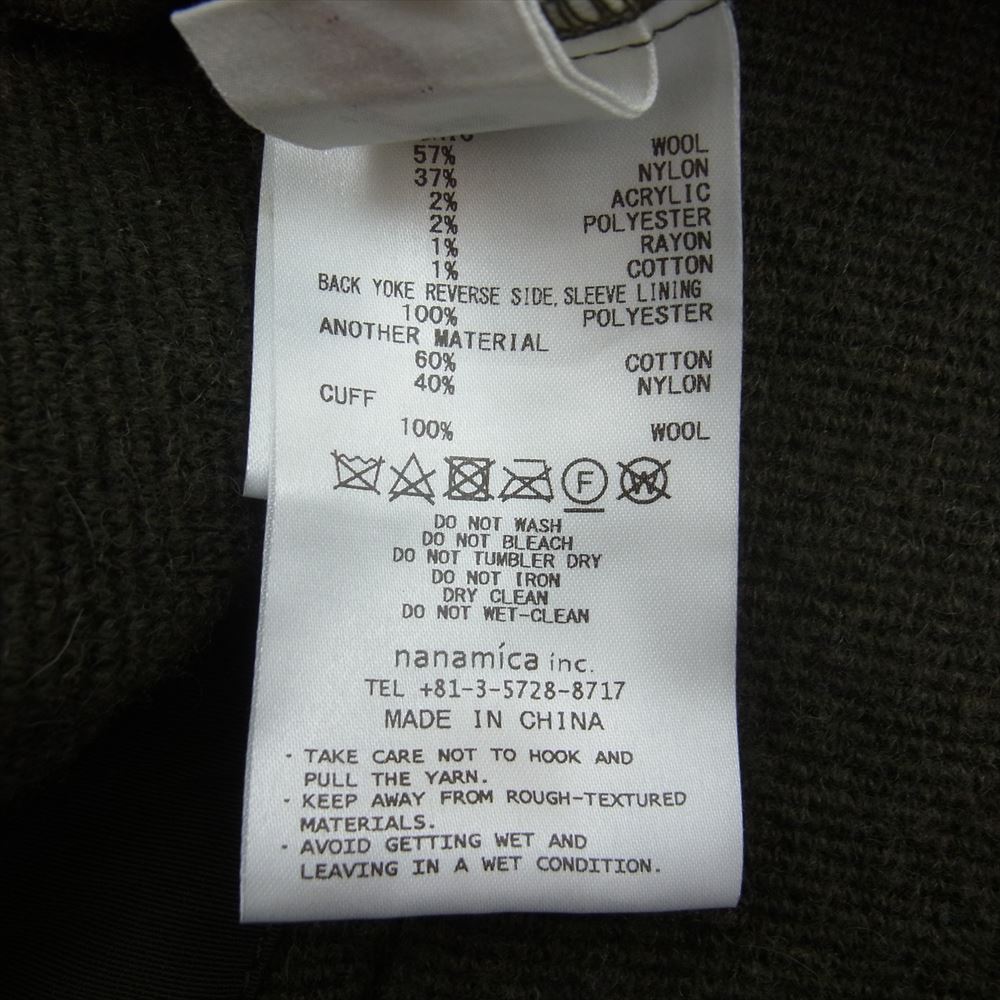 57% WOOL
37% NYLON
2% ACRYLIC
2% POLYESTER
1% RAYON
1% COTTON
BACK YOKE REVERSE SIDE, SLEEVE LINING
100% POLYESTER
ANOTHER MATERIAL
60% COTTON
40% NYLON
CUFF
100% WOOL
F W
DO NOT WASH
DO NOT BLEACH
DO NOT TUMBLER DRY
DO NOT IRON
DRY CLEAN
DO NOT WET-CLEAN
nanamíca inc.
TEL +81-3-5728-8717
MADE IN CHINA
· TAKE CARE NOT TO HOOK AND
PULL THE YARN.
· KEEP AWAY FROM ROUGH-TEXTURED
MATERIALS.
· AVOID GETTING WET AND
LEAVING IN A WET CONDITION.